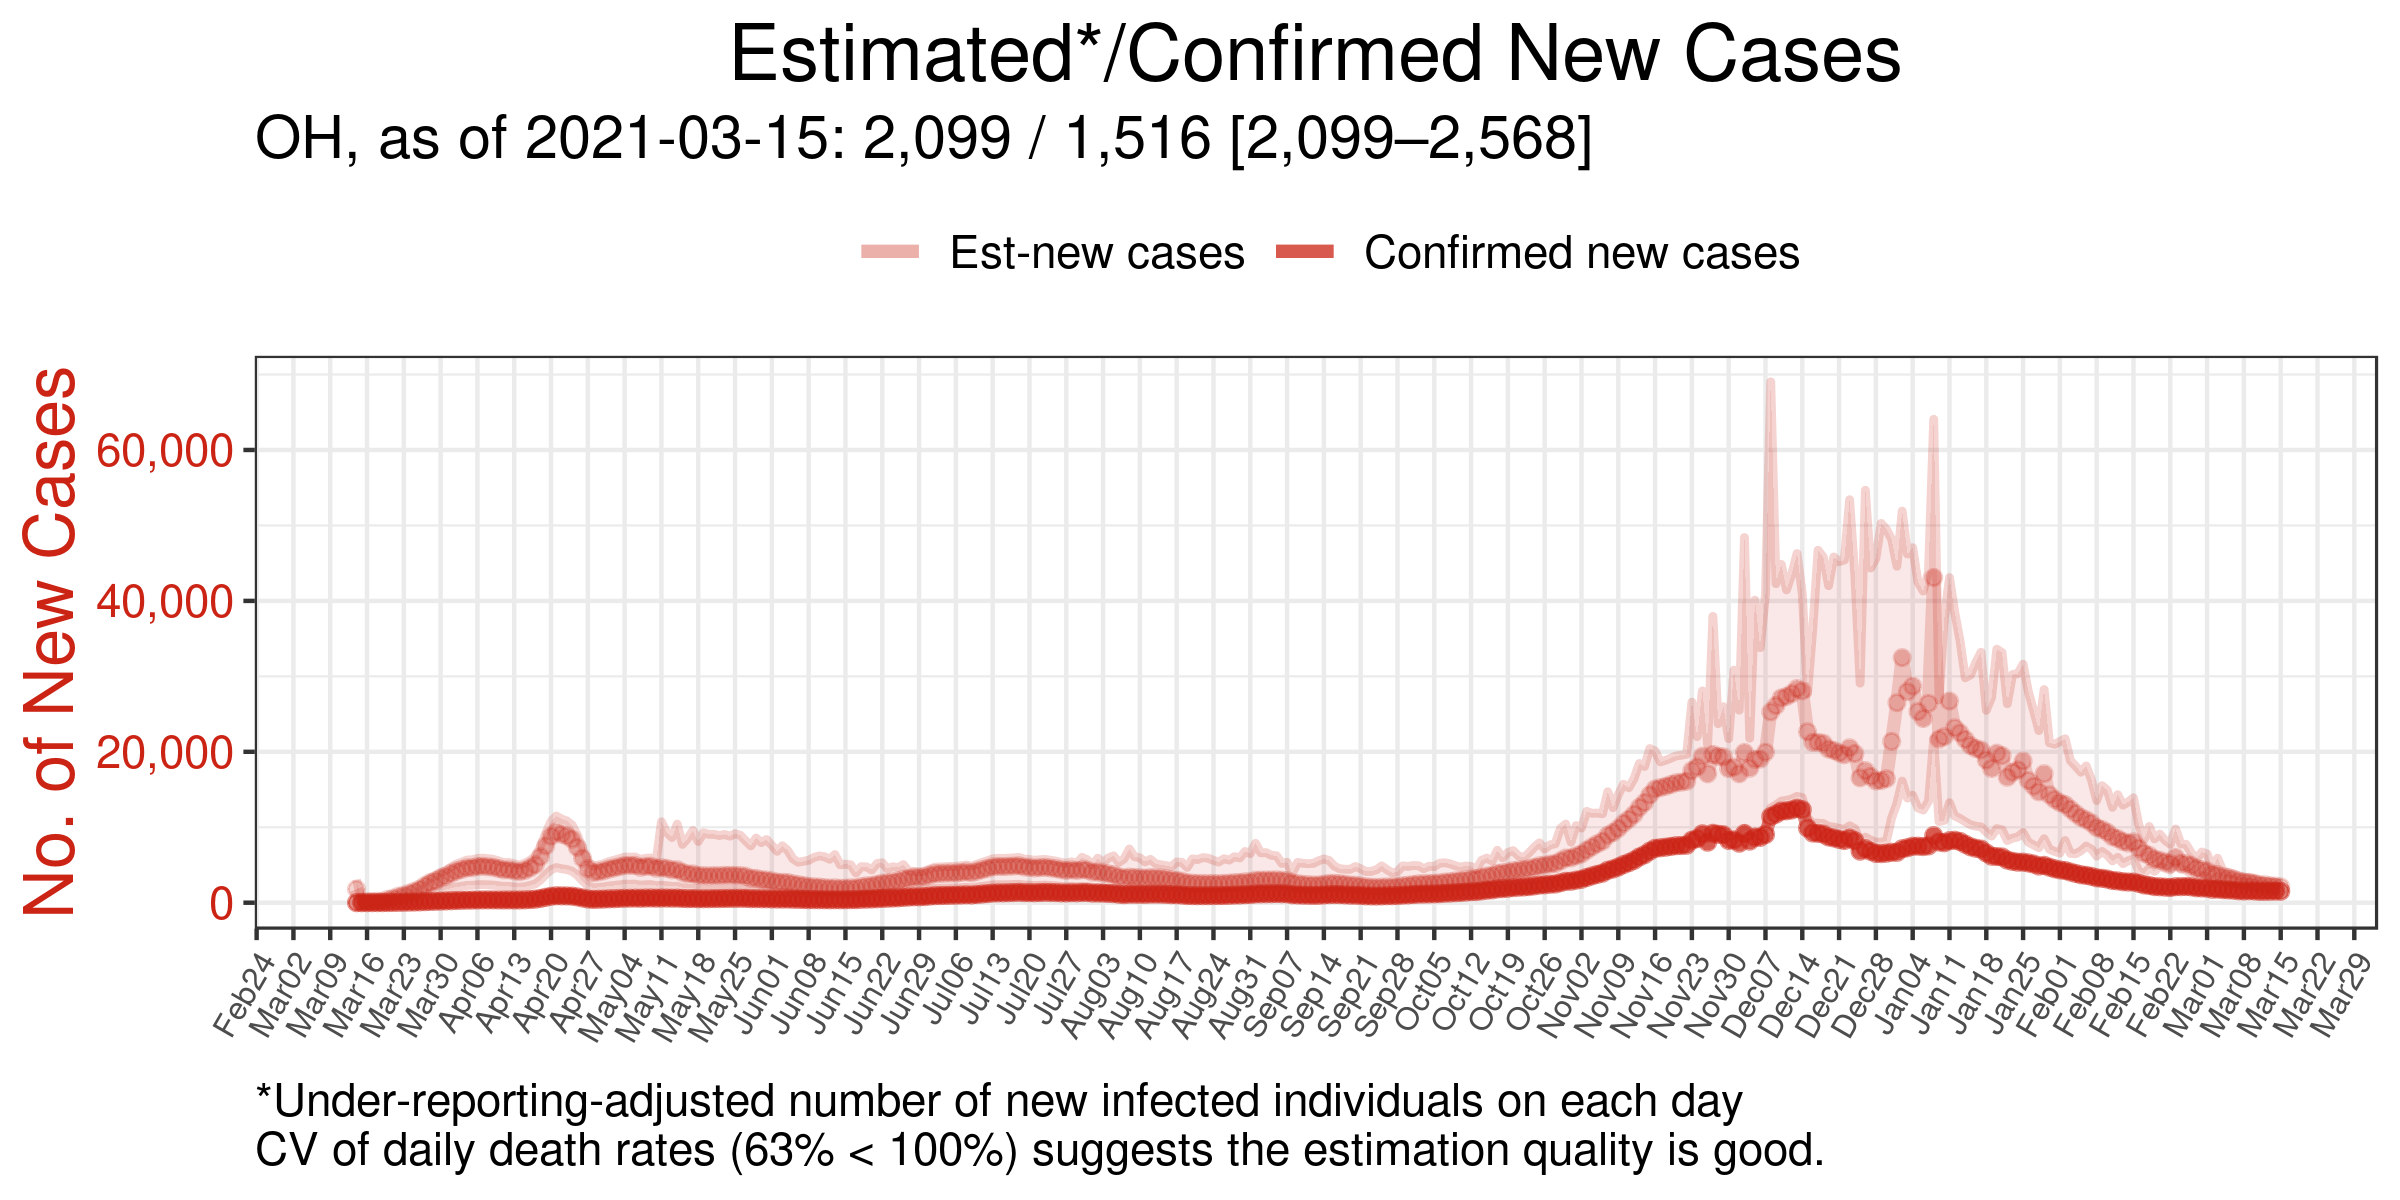 Estimated*/Confirmed New Cases
OH, as of 2021-03-15: 2,099 / 1,516 [2,099–2,568]
Est-new cases Confirmed new cases
No. of New Cases
60,000
40,000
20,000
0
Feb24 Mar02 Mar09 Mar16 Mar23 Mar30 Apr06 Apr13 Apr20 Apr27 May04 May11 May18 May25 Jun01 Jun08 Jun15 Jun22 Jun29 Jul06 Jul13 Jul20 Jul27 Aug03 Aug10 Aug17 Aug24 Aug31 Sep07 Sep14 Sep21 Sep28 Oct05 Oct12 Oct19 Oct26 Nov02 Nov09 Nov16 Nov23 Nov30 Dec07 Dec14 Dec21 Dec28 Jan04 Jan11 Jan18 Jan25 Feb01 Feb08 Feb15 Feb22 Mar01 Mar08 Mar15 Mar22 Mar29
*Under-reporting-adjusted number of new infected individuals on each day
CV of daily death rates (63% < 100%) suggests the estimation quality is good.